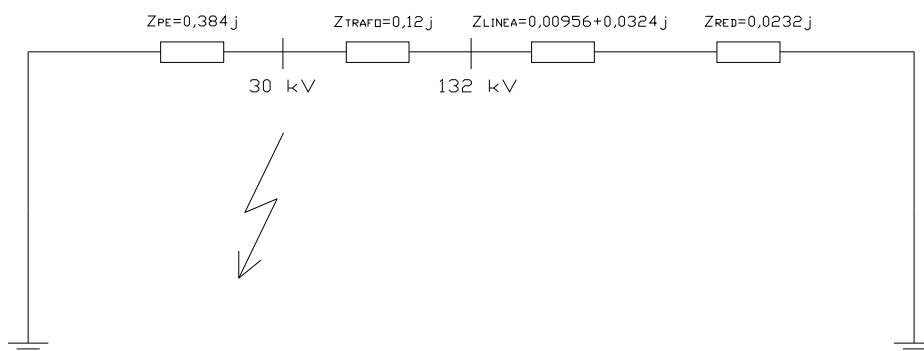 ZPE=0,384j
ZTRAFO=0,12j
ZLINEA=0,00956+0,0324j
ZRED=0,0232j
30 kV
132 kV